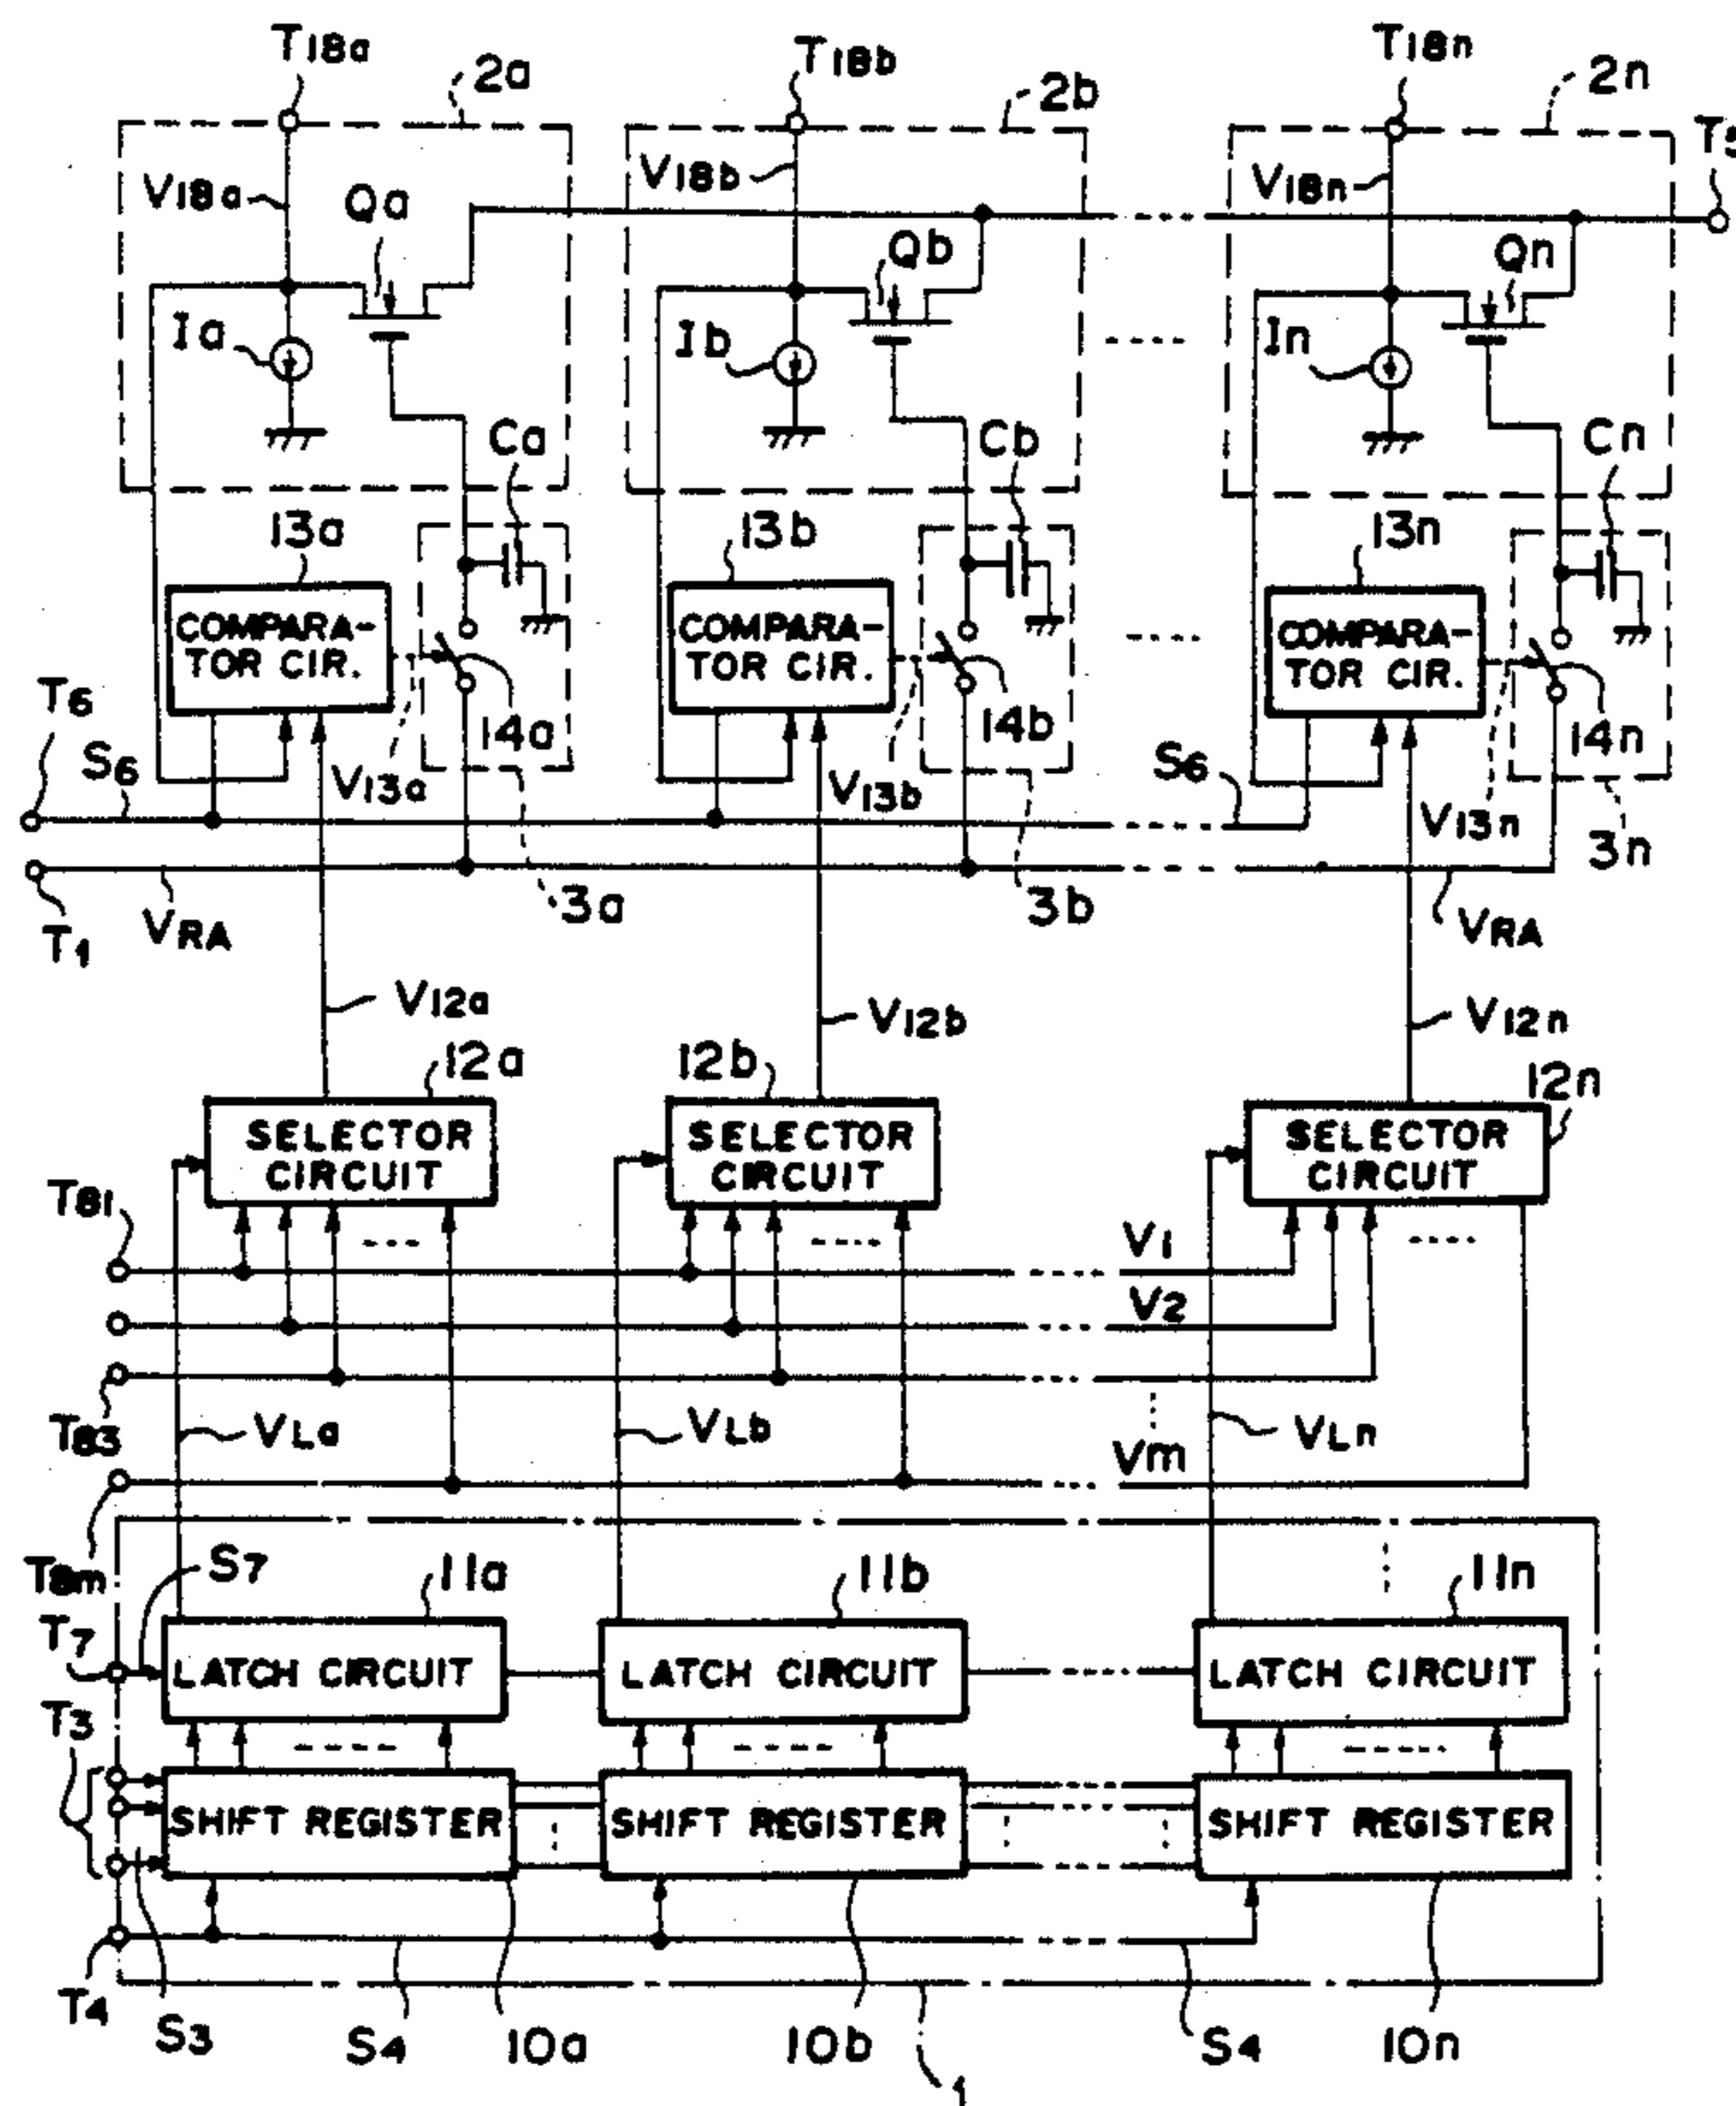 T18a 2a T18b 2b T18n 2n T5
V18a Qa V18b Qb V18n Qn
Ia Ib In
Ca Cb Cn
13a 13b 13n
COMPARA-
TOR CIR.
COMPARA-
TOR CIR.
COMPARA-
TOR CIR.
T6 S6 V13a 14a V13b 14b S6 V13n 14n
T1 VRA 3a 3b VRA 3n
V12a V12b V12n
12a 12b 12n
SELECTOR
CIRCUIT
SELECTOR
CIRCUIT
SELECTOR
CIRCUIT
T81 V1
V2
T83 VLa VLb Vm VLn
T8m S7 11a 11b 11n
T7 LATCH CIRCUIT LATCH CIRCUIT LATCH CIRCUIT
T3 SHIFT REGISTER SHIFT REGISTER SHIFT REGISTER
T4 S3 S4 10a 10b S4 10n
1